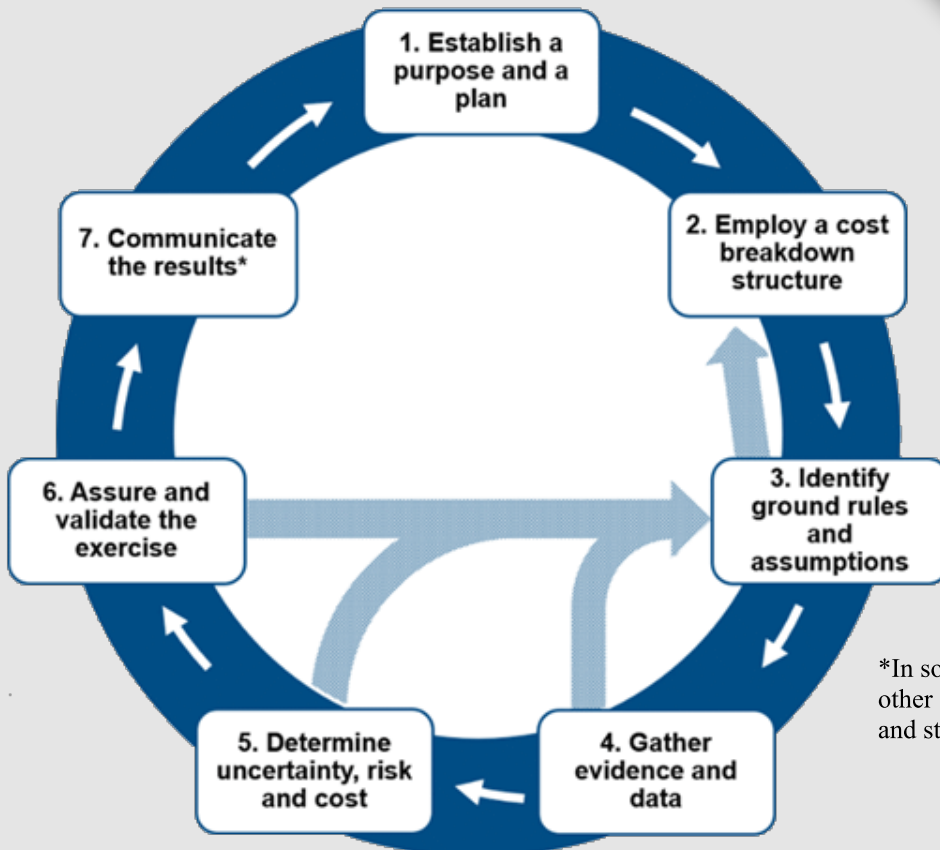 1. Establish a
purpose and a
plan
2. Employ a cost
breakdown
structure
3. Identify
ground rules
and
assumptions
4. Gather
evidence and
data
5. Determine
uncertainty, risk
and cost
6. Assure and
validate the
exercise
7. Communicate
the results*
*In
other
and